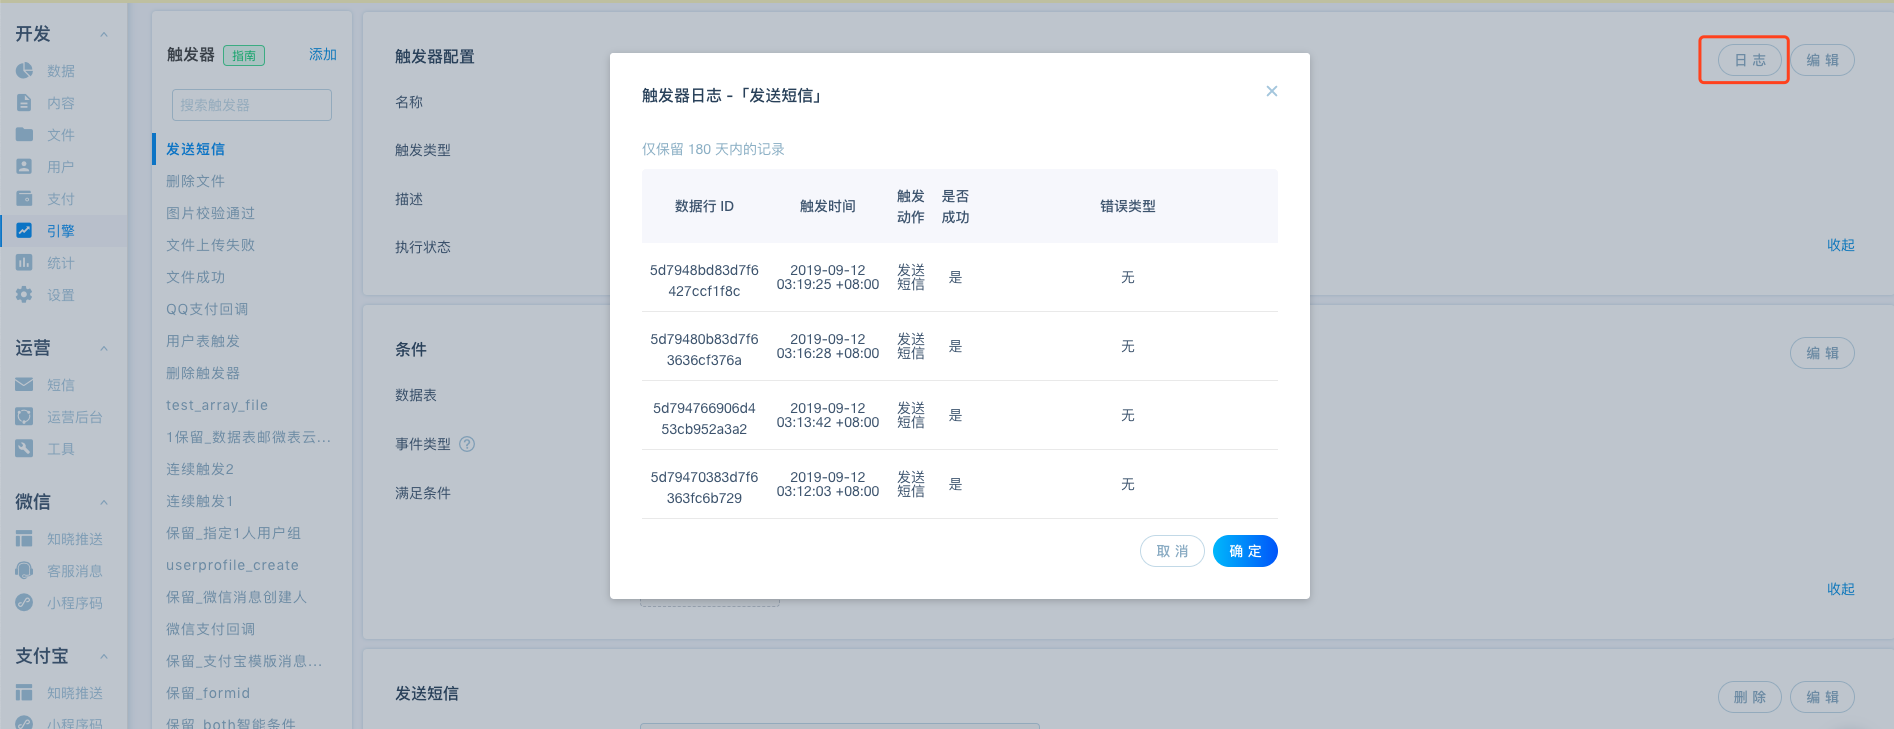 开发
数据
内容
文件
用户
支付
引擎
统计
设置
运营
短信
运营后台
工具
微信
知晓推送
客服消息
小程序码
支付宝
知晓推送
小程序码
触发器 指南 添加
搜索触发器
发送短信
删除文件
图片校验通过
文件上传失败
文件成功
QQ支付回调
用户表触发
删除触发器
test_array_file
1保留_数据表邮微表云...
连续触发2
连续触发1
保留_指定1人用户组
userprofile_create
保留_微信消息创建人
微信支付回调
保留_支付宝模版消息...
保留_formid
保留_both智能条件
触发器配置
日志 编辑
名称
触发类型
描述
执行状态
收起
条件
编辑
数据表
事件类型 ?
满足条件
收起
发送短信
删除 编辑
触发器日志 -「发送短信」
仅保留 180 天内的记录
数据行 ID 触发时间 触发动作 是否成功 错误类型
5d7948bd83d7f6427ccf1f8c 2019-09-12 03:19:25 +08:00 发送短信 是 无
5d79480b83d7f63636cf376a 2019-09-12 03:16:28 +08:00 发送短信 是 无
5d794766906d453cb952a3a2 2019-09-12 03:13:42 +08:00 发送短信 是 无
5d79470383d7f6363fc6b729 2019-09-12 03:12:03 +08:00 发送短信 是 无
取消 确定